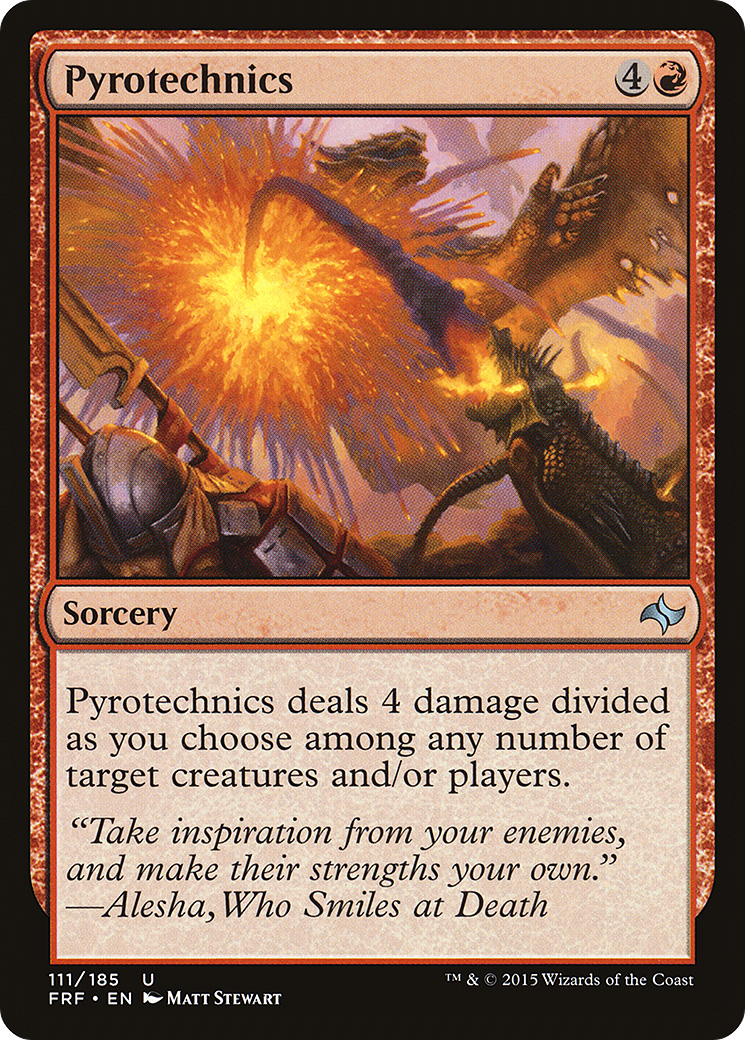 Pyrotechnics 4
Sorcery
Pyrotechnics deals 4 damage divided
as you choose among any number of
target creatures and/or players.
“Take inspiration from your enemies,
and make their strengths your own.”
—Alesha, Who Smiles at Death
111/185 U
FRF • EN Matt Stewart
™ & © 2015 Wizards of the Coast